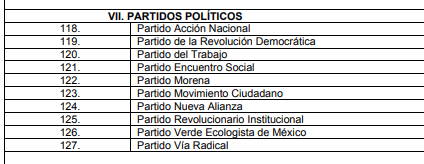 VII. PARTIDOS POLÍTICOS
118. Partido Acción Nacional
119. Partido de la Revolución Democrática
120. Partido del Trabajo
121. Partido Encuentro Social
122. Partido Morena
123. Partido Movimiento Ciudadano
124. Partido Nueva Alianza
125. Partido Revolucionario Institucional
126. Partido Verde Ecologista de México
127. Partido Vía Radical